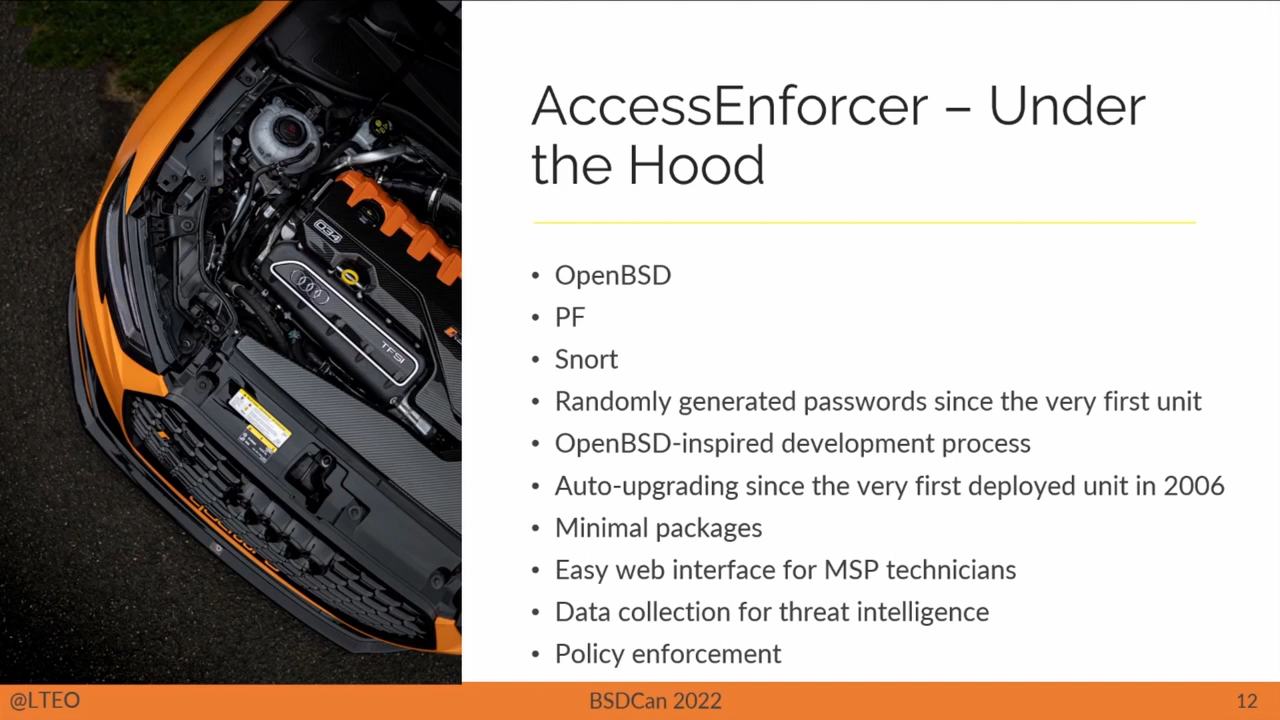 AccessEnforcer – Under
the Hood
• OpenBSD
• PF
• Snort
• Randomly generated passwords since the very first unit
• OpenBSD-inspired development process
• Auto-upgrading since the very first deployed unit in 2006
• Minimal packages
• Easy web interface for MSP technicians
• Data collection for threat intelligence
• Policy enforcement
034
TFSI
@LTEO
BSDCan 2022
12